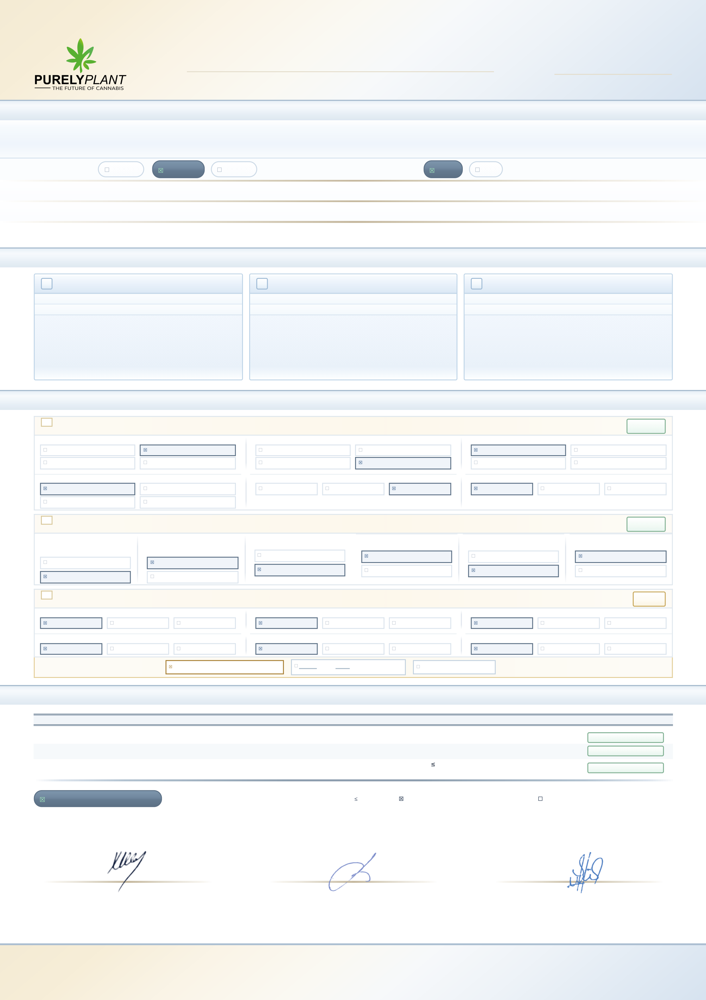 PURELYPLANT
THE FUTURE OF CANNABIS
☐ ☒ ☐ ☒ ☐
☐ ☒ ☐ ☐ ☒ ☐
☐ ☐ ☐ ☒ ☐ ☐
☒ ☐ ☐ ☐ ☒ ☒ ☐ ☐
☐ ☐
☐ ☒ ☐ ☒ ☐ ☒
☒ ☐ ☒ ☐ ☒ ☐
☒ ☐ ☐ ☒ ☐ ☐ ☒ ☐ ☐
☒ ☐ ☐ ☒ ☐ ☐ ☒ ☐ ☐
☒ ☐ ☐
≤
☒ ≤ ☒ ☐